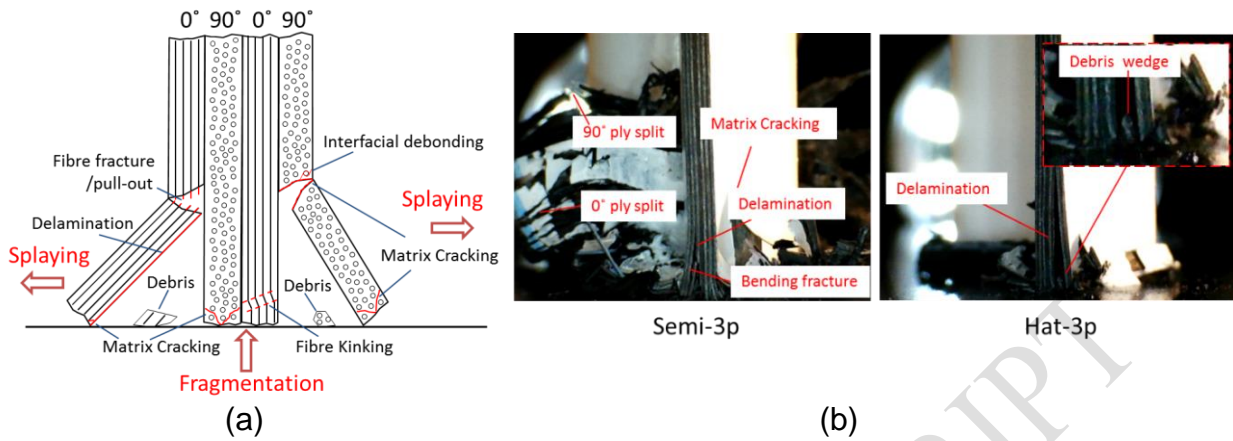 0° 90° 0° 90°
Fibre fracture
/pull-out
Interfacial debonding
Delamination
Splaying
Splaying
Matrix Cracking
Debris
Debris
Matrix Cracking
Fibre Kinking
Fragmentation
(a)
90° ply split
Matrix Cracking
0° ply split
Delamination
Bending fracture
Semi-3p
Debris wedge
Delamination
Hat-3p
(b)
IPT